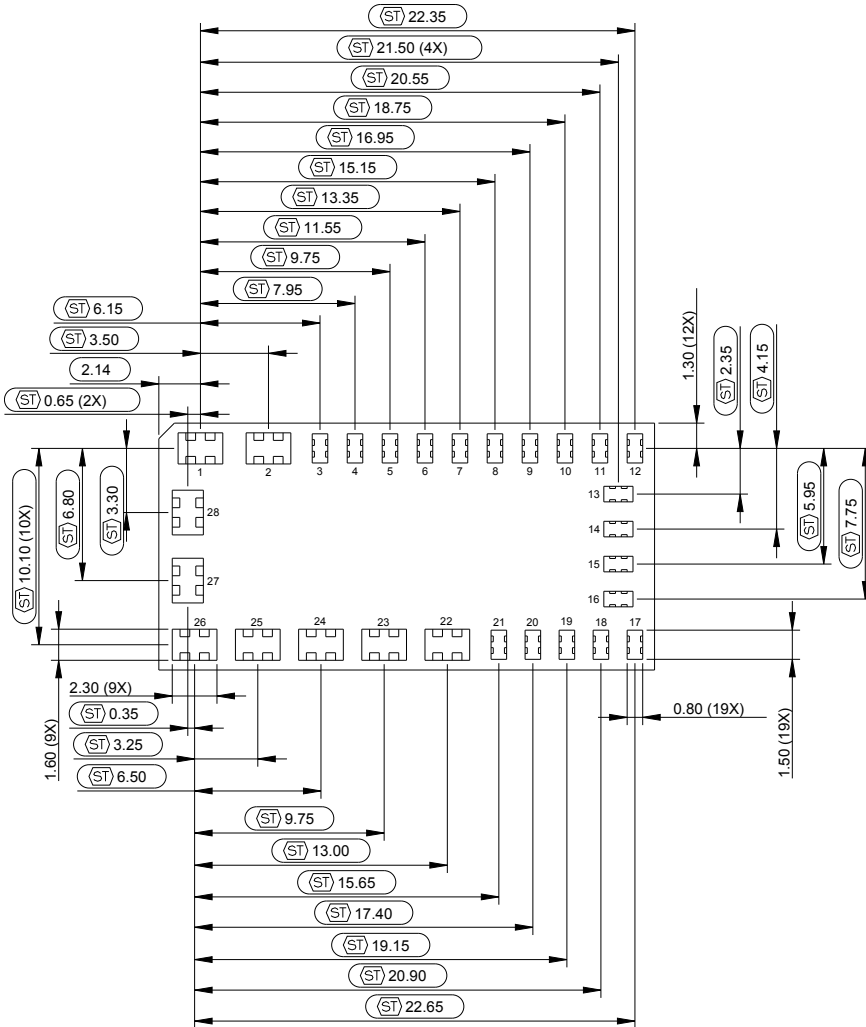 ST 22.35
ST 21.50 (4X)
ST 20.55
ST 18.75
ST 16.95
ST 15.15
ST 13.35
ST 11.55
ST 9.75
ST 7.95
ST 6.15
ST 3.50
2.14
ST 0.65 (2X)
1.30 (12X)
ST 2.35
ST 4.15
1
2
3
4
5
6
7
8
9
10
11
12
13
14
15
16
28
27
ST 10.10 (10X)
ST 6.80
ST 3.30
ST 5.95
ST 7.75
26
25
24
23
22
21
20
19
18
17
2.30 (9X)
1.60 (9X)
0.80 (19X)
1.50 (19X)
ST 0.35
ST 3.25
ST 6.50
ST 9.75
ST 13.00
ST 15.65
ST 17.40
ST 19.15
ST 20.90
ST 22.65